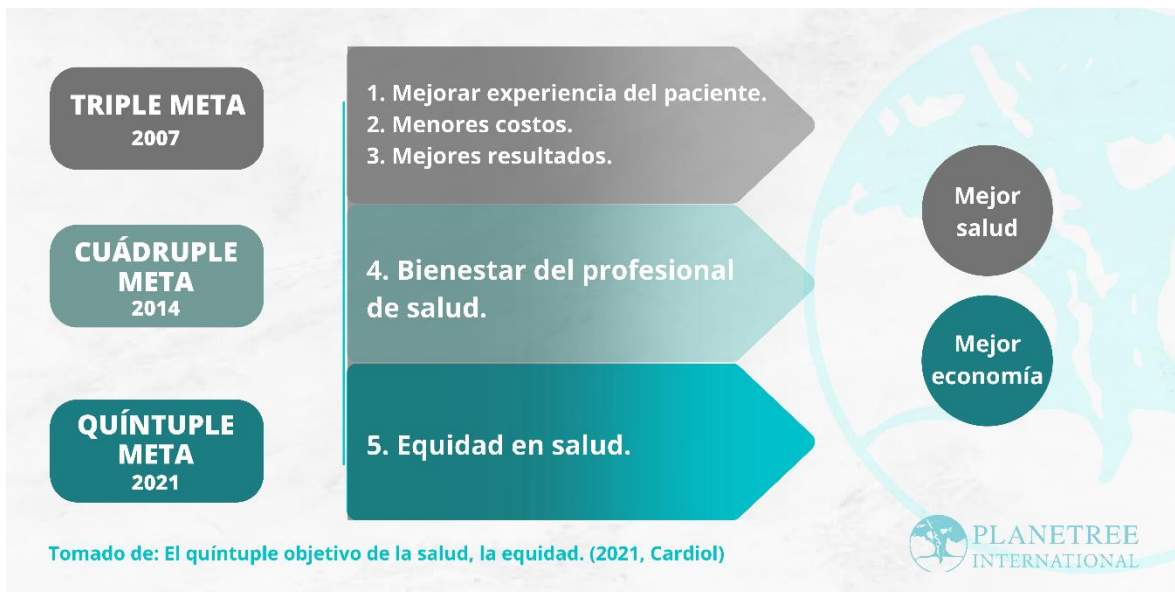 TRIPLE META
2007
1. Mejorar experiencia del paciente.
2. Menores costos.
3. Mejores resultados.
CUÁDRUPLE
META
2014
4. Bienestar del profesional
de salud.
QUÍNTUPLE
META
2021
5. Equidad en salud.
Mejor
salud
Mejor
economía
Tomado de: El quíntuple objetivo de la salud, la equidad. (2021, Cardiol)
PLANETREE
INTERNATIONAL